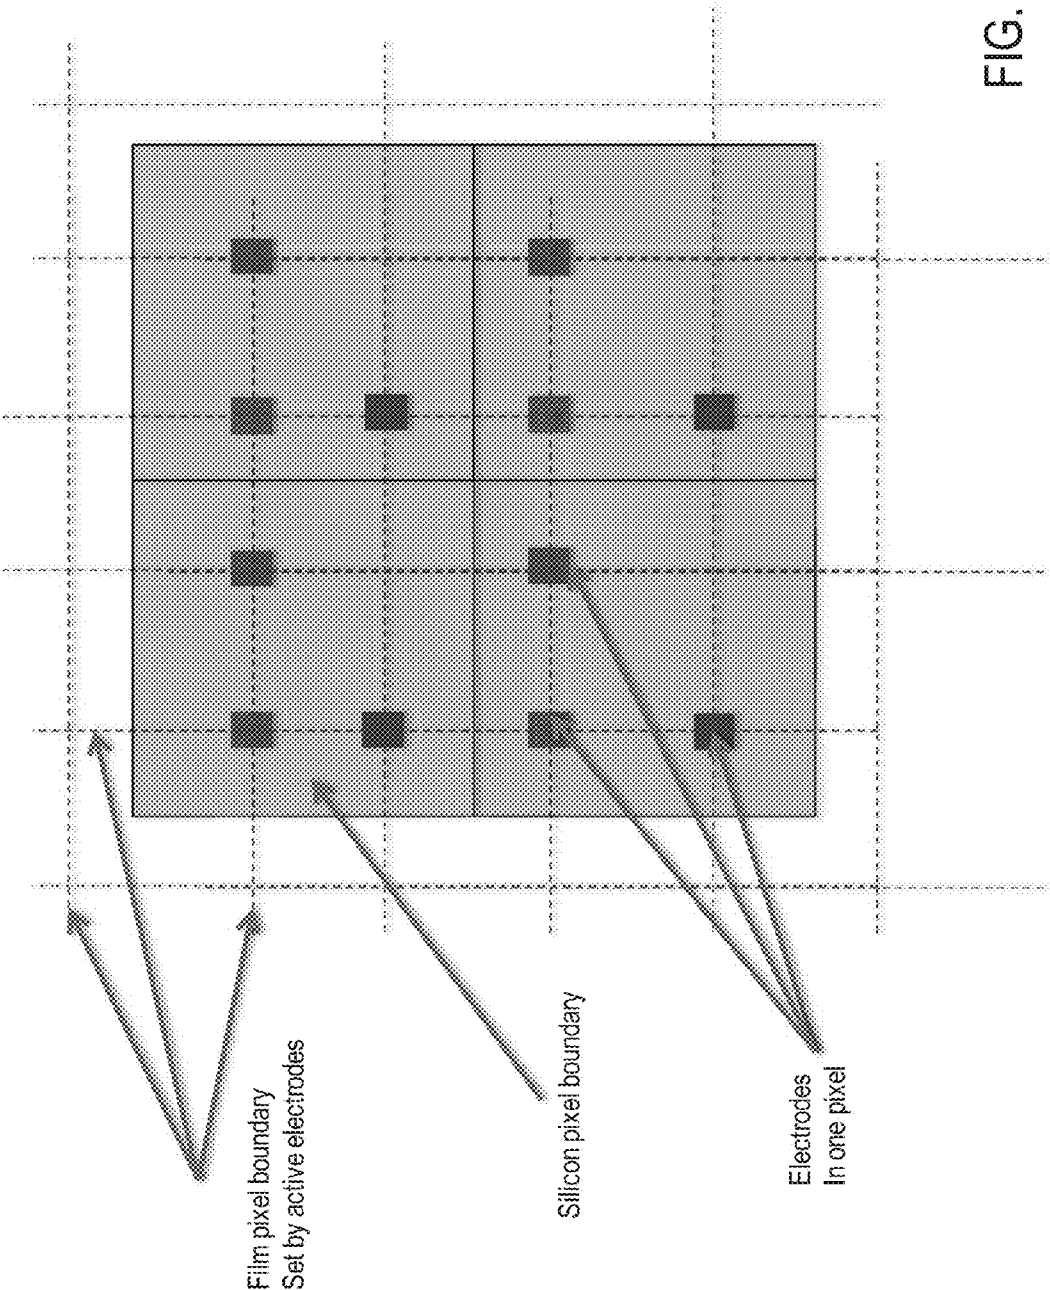 Film pixel boundary
Set by active electrodes
Silicon pixel boundary
Electrodes
In one pixel
FIG.